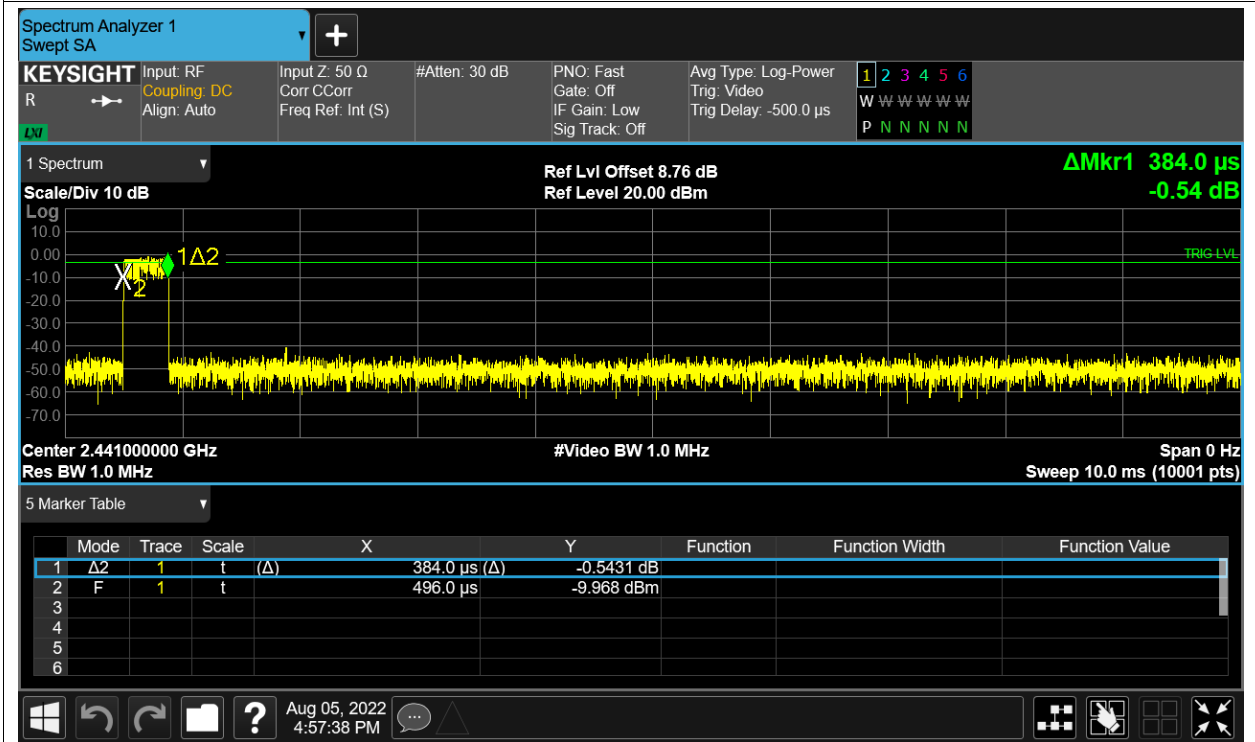 Spectrum Analyzer 1
Swept SA
KEYSIGHT
R
LXI
Input: RF
Coupling: DC
Align: Auto
Input Z: 50 Ω
Corr CCorr
Freq Ref: Int (S)
#Atten: 30 dB
PNO: Fast
Gate: Off
IF Gain: Low
Sig Track: Off
Avg Type: Log-Power
Trig: Video
Trig Delay: -500.0 µs
1 2 3 4 5 6
W W W W W W
P N N N N N
1 Spectrum
Scale/Div 10 dB
Ref Lvl Offset 8.76 dB
Ref Level 20.00 dBm
ΔMkr1 384.0 µs
-0.54 dB
Log
10.0
0.00
-10.0
-20.0
-30.0
-40.0
-50.0
-60.0
-70.0
1Δ2
X2
TRIG LVL
Center 2.441000000 GHz
#Video BW 1.0 MHz
Span 0 Hz
Res BW 1.0 MHz
Sweep 10.0 ms (10001 pts)
5 Marker Table
Mode Trace Scale X Y Function Function Width Function Value
1 Δ2 1 t (Δ) 384.0 µs (Δ) -0.5431 dB
2 F 1 t 496.0 µs -9.968 dBm
3
4
5
6
?
Aug 05, 2022
4:57:38 PM